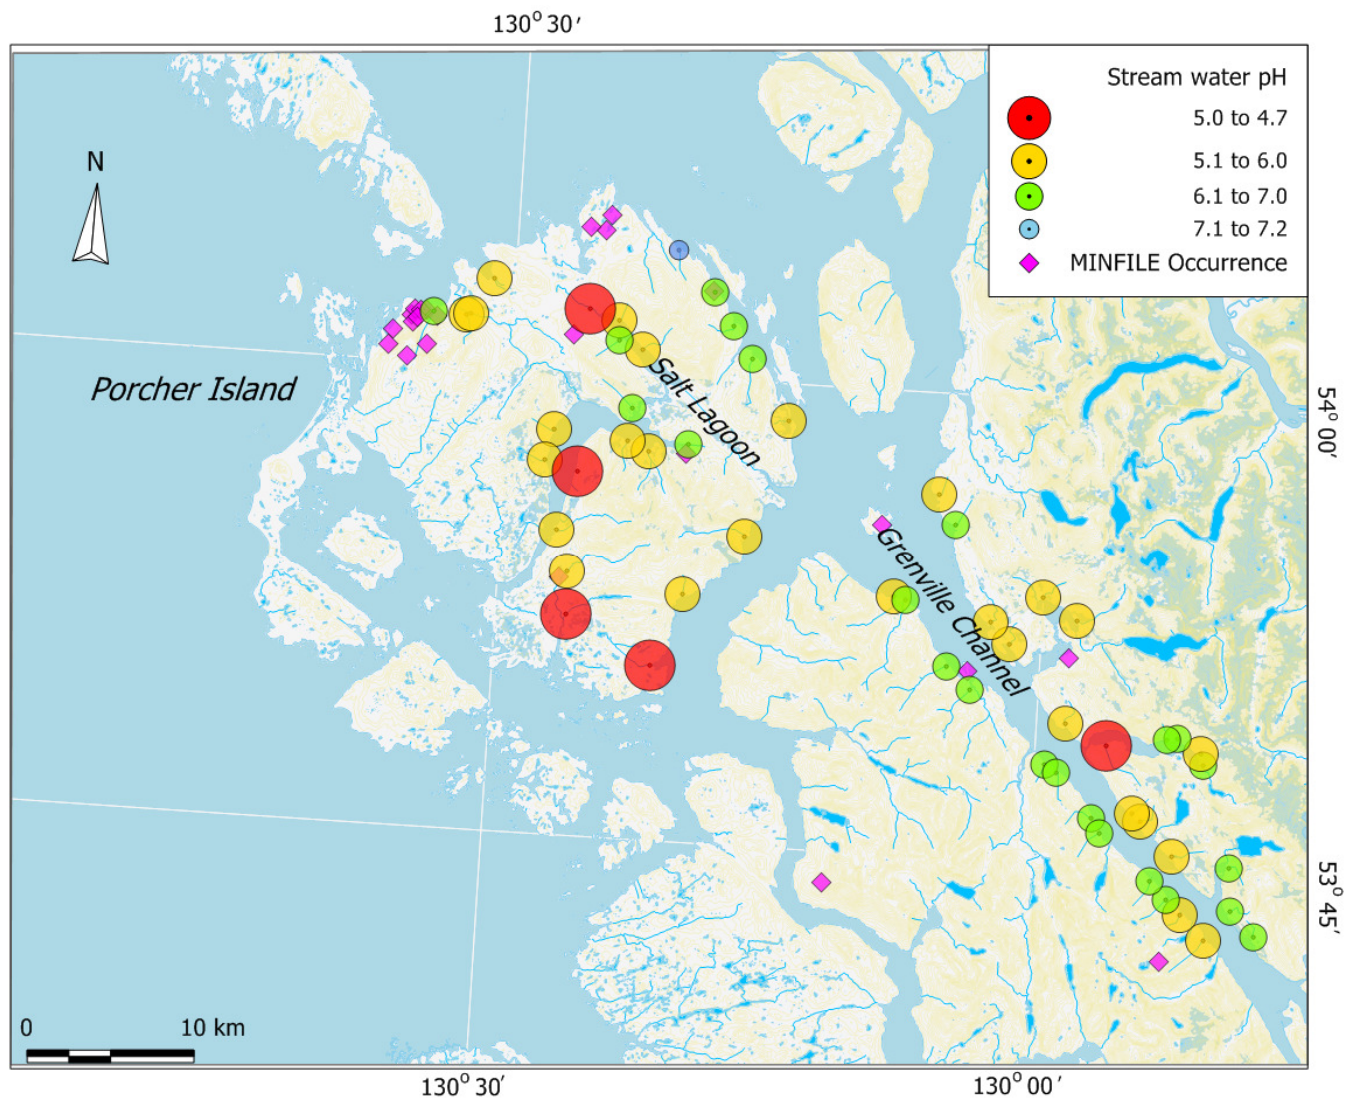 130° 30′
Stream water pH
5.0 to 4.7
5.1 to 6.0
6.1 to 7.0
7.1 to 7.2
MINFILE Occurrence
N
Porcher Island
Salt Lagoon
54° 00′
Grenville Channel
53° 45′
0 10 km
130° 30′ 130° 00′